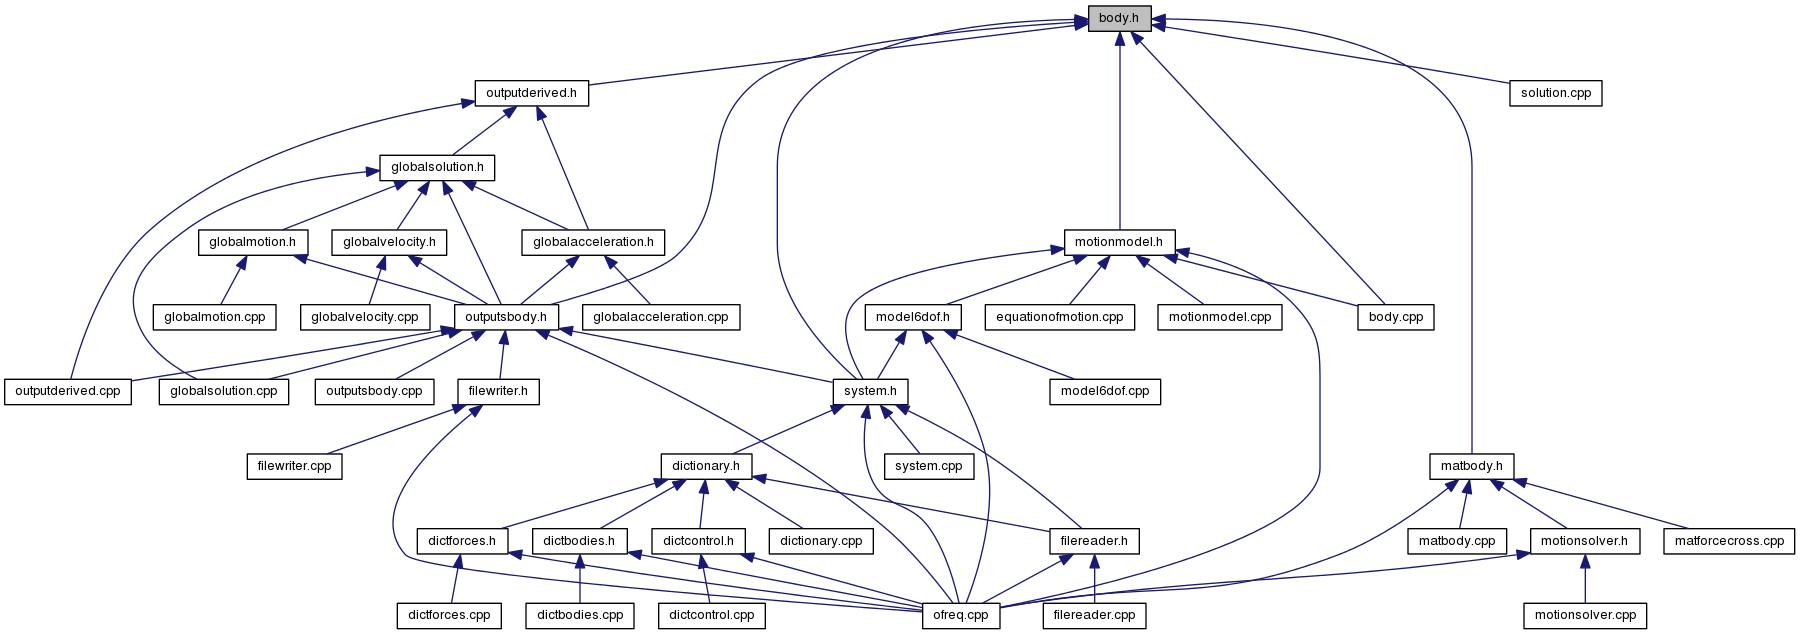 body.h
outputderived.h
solution.cpp
globalsolution.h
globalmotion.h
globalvelocity.h
globalacceleration.h
motionmodel.h
globalmotion.cpp
globalvelocity.cpp
outputsbody.h
globalacceleration.cpp
model6dof.h
equationofmotion.cpp
motionmodel.cpp
body.cpp
outputderived.cpp
globalsolution.cpp
outputsbody.cpp
filewriter.h
system.h
model6dof.cpp
filewriter.cpp
dictionary.h
system.cpp
matbody.h
dictforces.h
dictbodies.h
dictcontrol.h
dictionary.cpp
filereader.h
matbody.cpp
motionsolver.h
matforcecross.cpp
dictforces.cpp
dictbodies.cpp
dictcontrol.cpp
ofreq.cpp
filereader.cpp
motionsolver.cpp